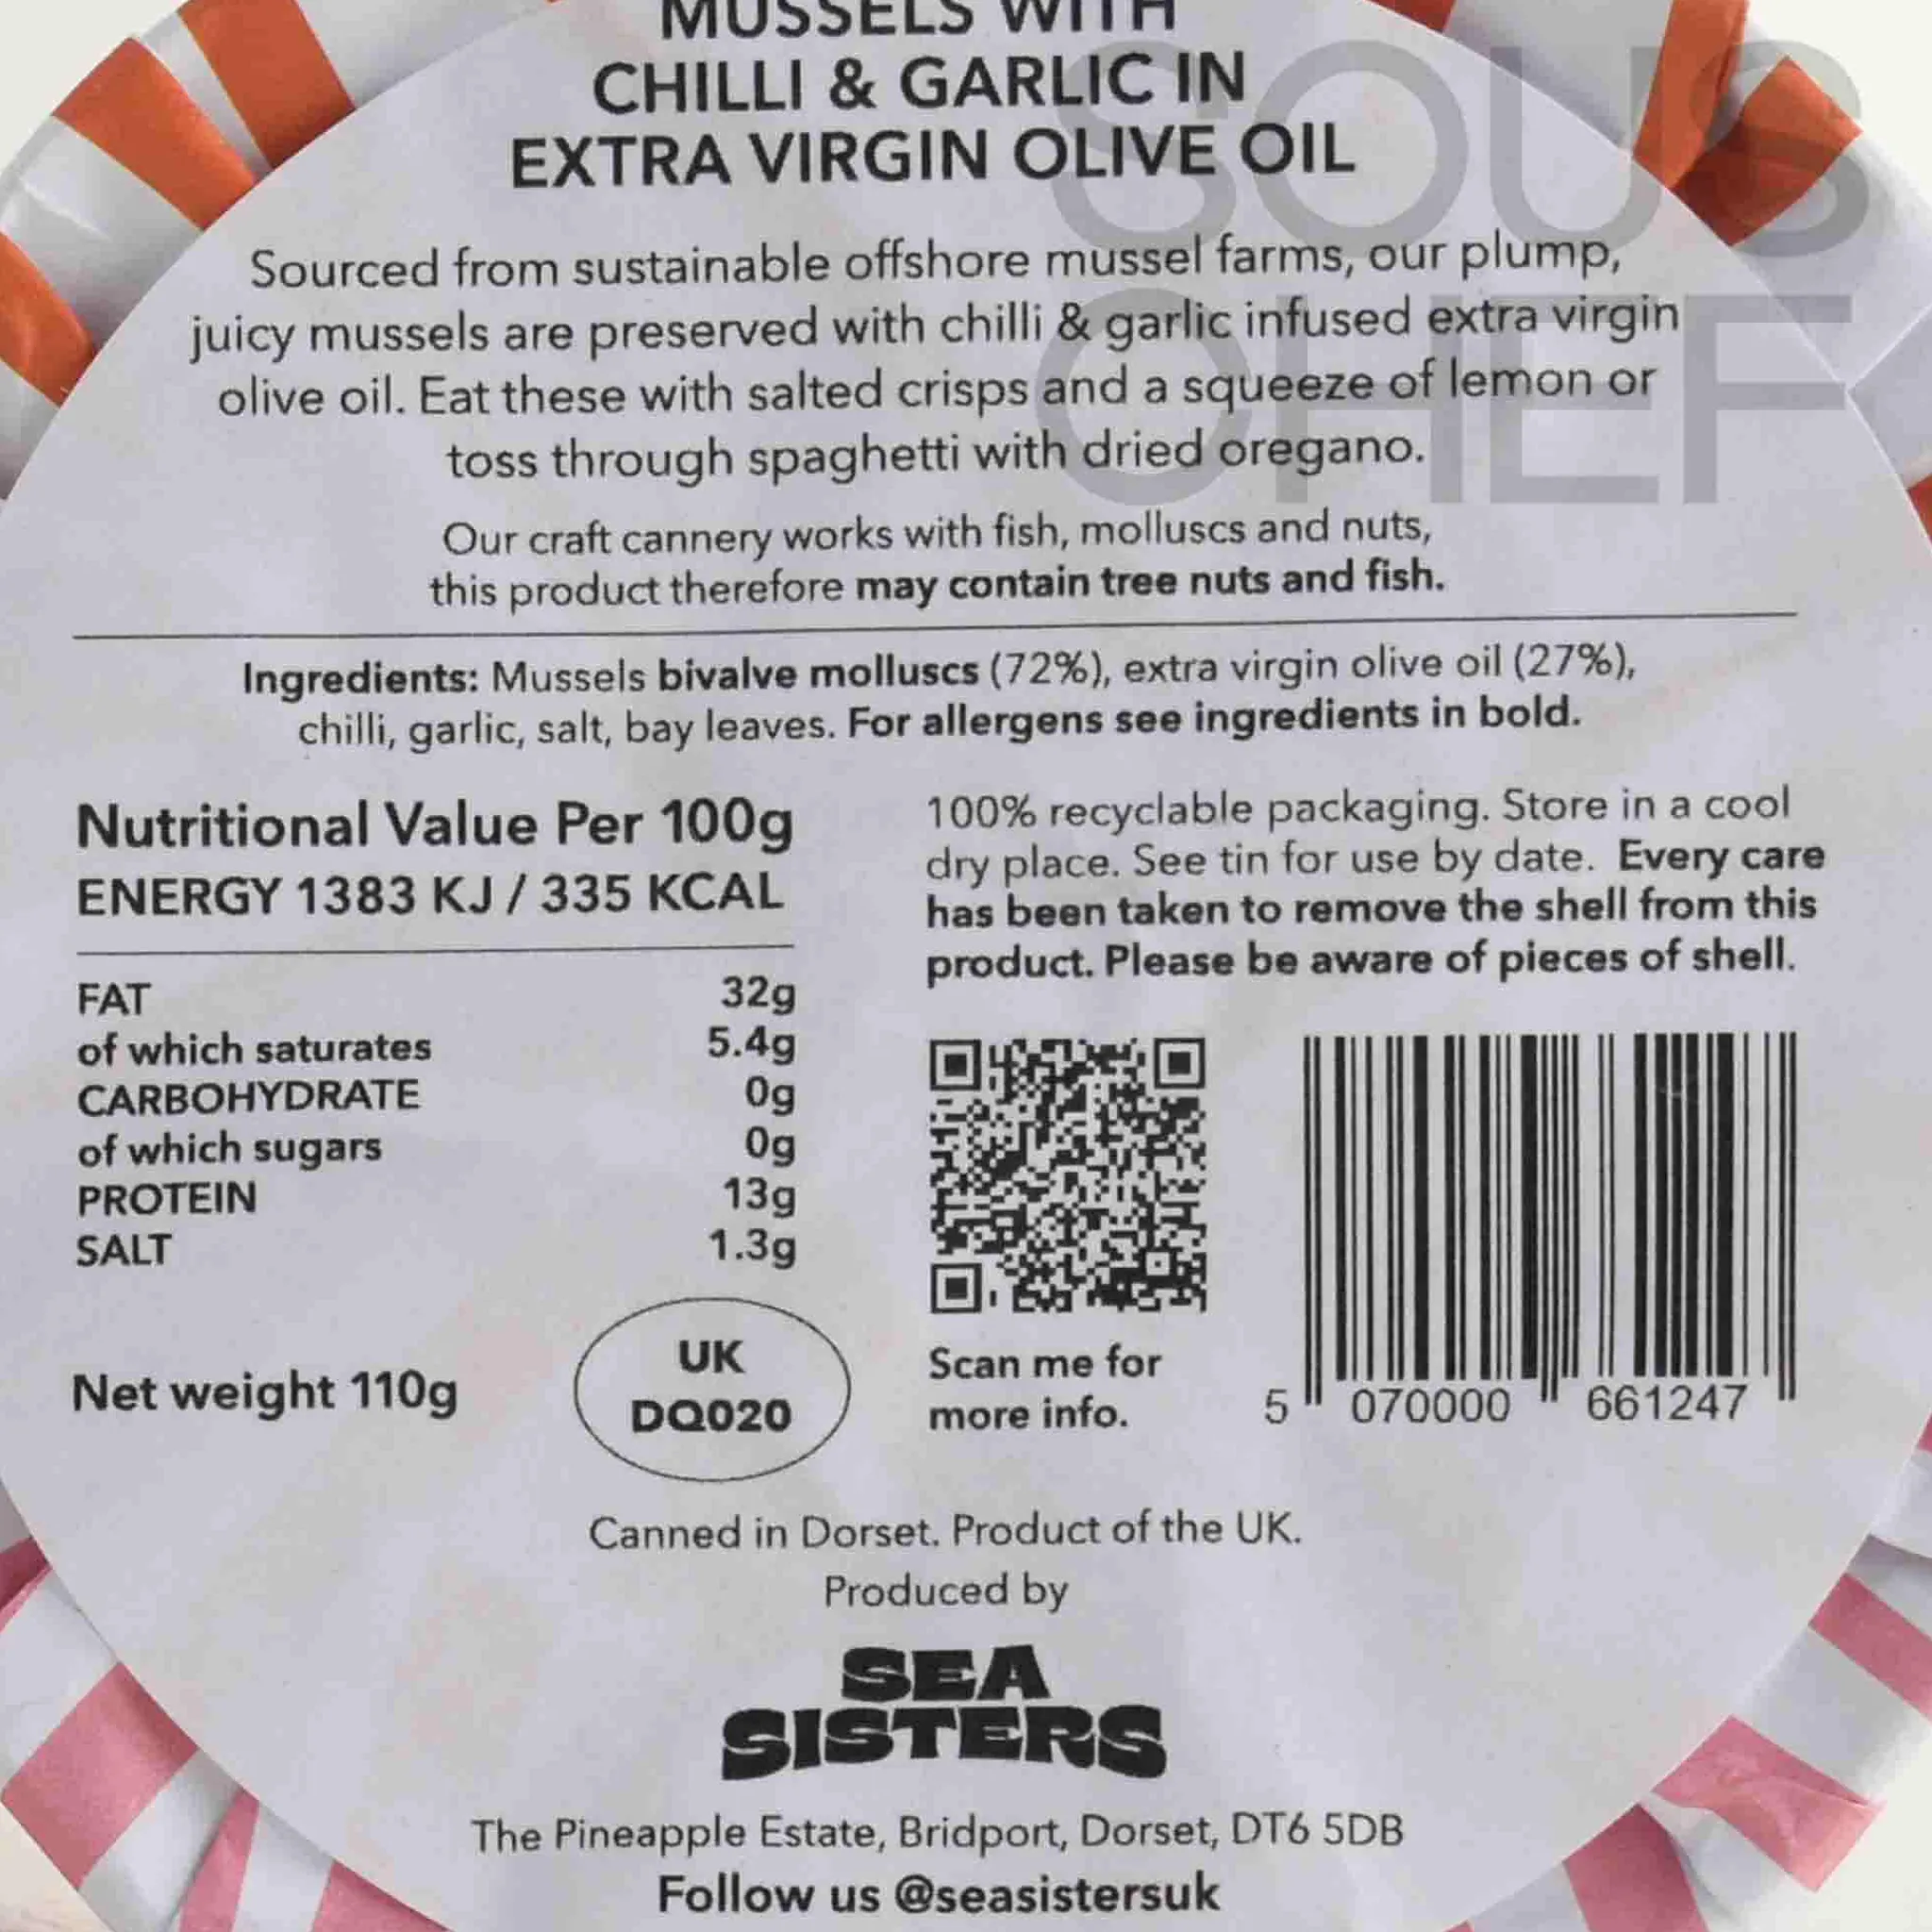 MUSSELS WITH
CHILLI & GARLIC IN
EXTRA VIRGIN OLIVE OIL
SOUS
CHEF
Sourced from sustainable offshore mussel farms, our plump,
juicy mussels are preserved with chilli & garlic infused extra virgin
olive oil. Eat these with salted crisps and a squeeze of lemon or
toss through spaghetti with dried oregano.
Our craft cannery works with fish, molluscs and nuts,
this product therefore may contain tree nuts and fish.
Ingredients: Mussels bivalve molluscs (72%), extra virgin olive oil (27%),
chilli, garlic, salt, bay leaves. For allergens see ingredients in bold.
Nutritional Value Per 100g
ENERGY 1383 KJ / 335 KCAL
FAT 32g
of which saturates 5.4g
CARBOHYDRATE 0g
of which sugars 0g
PROTEIN 13g
SALT 1.3g
Net weight 110g
UK
DQ020
100% recyclable packaging. Store in a cool
dry place. See tin for use by date. Every care
has been taken to remove the shell from this
product. Please be aware of pieces of shell.
Scan me for
more info.
5 070000 661247
Canned in Dorset. Product of the UK.
Produced by
SEA
SISTERS
The Pineapple Estate, Bridport, Dorset, DT6 5DB
Follow us @seasistersuk